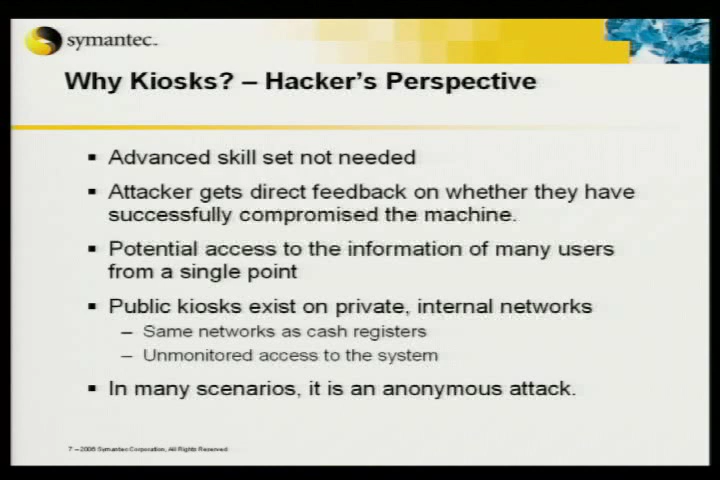 symantec.
Why Kiosks? – Hacker's Perspective
▪ Advanced skill set not needed
▪ Attacker gets direct feedback on whether they have
successfully compromised the machine.
▪ Potential access to the information of many users
from a single point
▪ Public kiosks exist on private, internal networks
– Same networks as cash registers
– Unmonitored access to the system
▪ In many scenarios, it is an anonymous attack.
7 – 2006 Symantec Corporation, All Rights Reserved